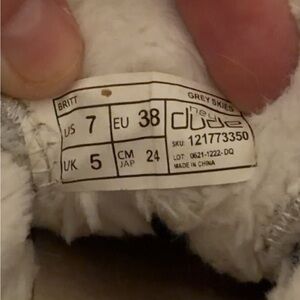 BRITT
GREY SKIES
US 7 EU 38
hey dude
SKU: 121773350
UK 5 CM JAP 24
LOT: 0621-1222-DQ
MADE IN CHINA